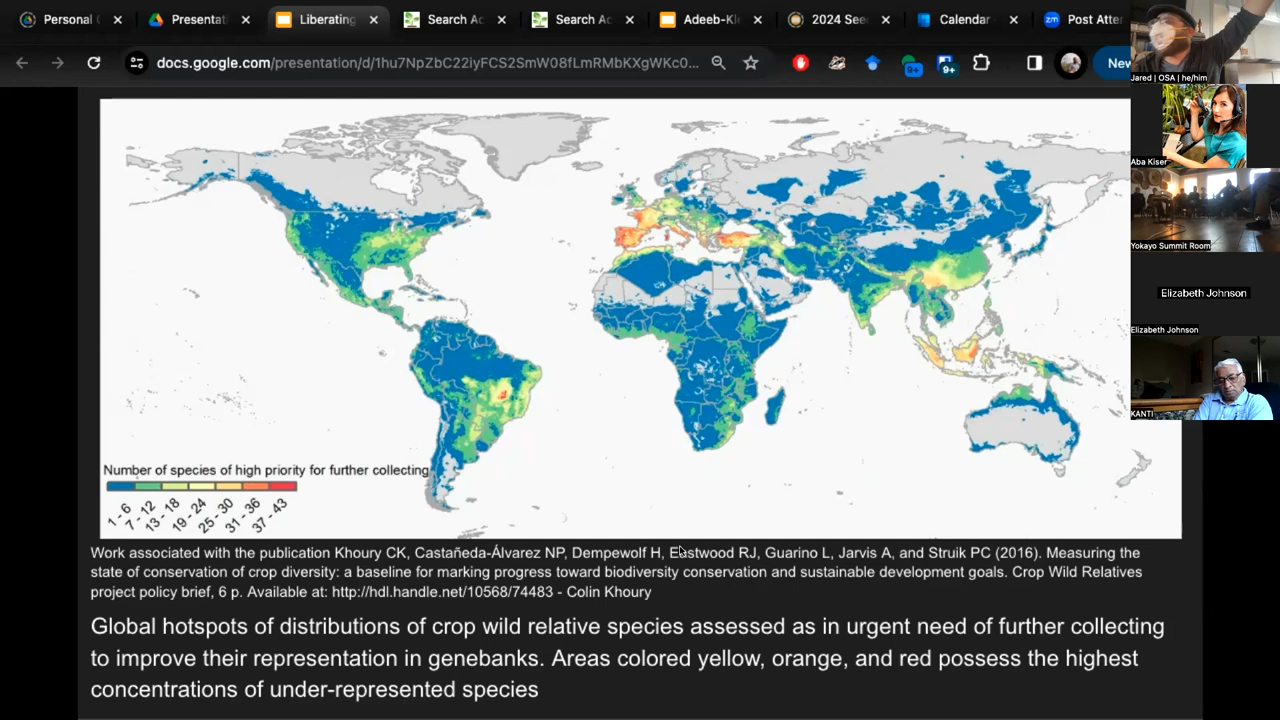 Personal
Presentati
Liberating
Search Ac
Search Ac
Adeeb-Kle
2024 See
Calendar
Post Atter
docs.google.com/presentation/d/1hu7NpZbC22iyFCS2SmW08fLmRMbKXgWKc0...
9+
9+
New
Jared | OSA | he/him
Aba Kiser
Yokayo Summit Room
Elizabeth Johnson
Elizabeth Johnson
KANTI
Number of species of high priority for further collecting
1 - 6
7 - 12
13 - 18
19 - 24
25 - 30
31 - 36
37 - 43
Work associated with the publication Khoury CK, Castañeda-Álvarez NP, Dempewolf H, Eastwood RJ, Guarino L, Jarvis A, and Struik PC (2016). Measuring the
state of conservation of crop diversity: a baseline for marking progress toward biodiversity conservation and sustainable development goals. Crop Wild Relatives
project policy brief, 6 p. Available at: http://hdl.handle.net/10568/74483 - Colin Khoury
Global hotspots of distributions of crop wild relative species assessed as in urgent need of further collecting
to improve their representation in genebanks. Areas colored yellow, orange, and red possess the highest
concentrations of under-represented species